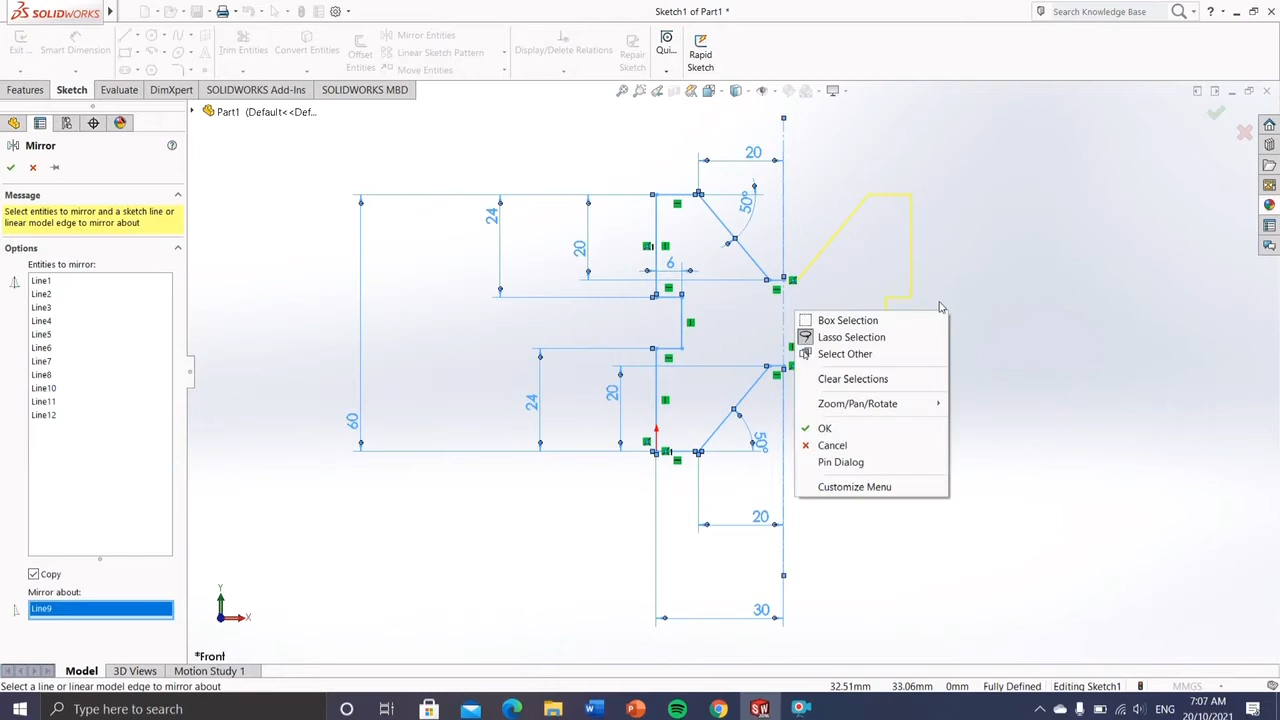 SOLIDWORKS
Sketch1 of Part1 *
Search Knowledge Base
?
Exit ...
Smart Dimension
Trim Entities
Convert Entities
Offset
Entities
Mirror Entities
Linear Sketch Pattern
Move Entities
Display/Delete Relations
Repair
Sketch
Qui...
Rapid
Sketch
Features
Sketch
Evaluate
DimXpert
SOLIDWORKS Add-Ins
SOLIDWORKS MBD
Part1 (Default<<Def...
Mirror
Message
Select entities to mirror and a sketch line or
linear model edge to mirror about
Options
Entities to mirror:
Line1
Line2
Line3
Line4
Line5
Line6
Line7
Line8
Line10
Line11
Line12
Copy
Mirror about:
Line9
20
24
20
50°
6
60
24
20
50°
20
30
Box Selection
Lasso Selection
Select Other
Clear Selections
Zoom/Pan/Rotate
OK
Cancel
Pin Dialog
Customize Menu
Y
X
*Front
Model
3D Views
Motion Study 1
Select a line or linear model edge to mirror about
32.51mm
33.06mm
0mm
Fully Defined
Editing Sketch1
MMGS
Type here to search
ENG
7:07 AM
20/10/2021